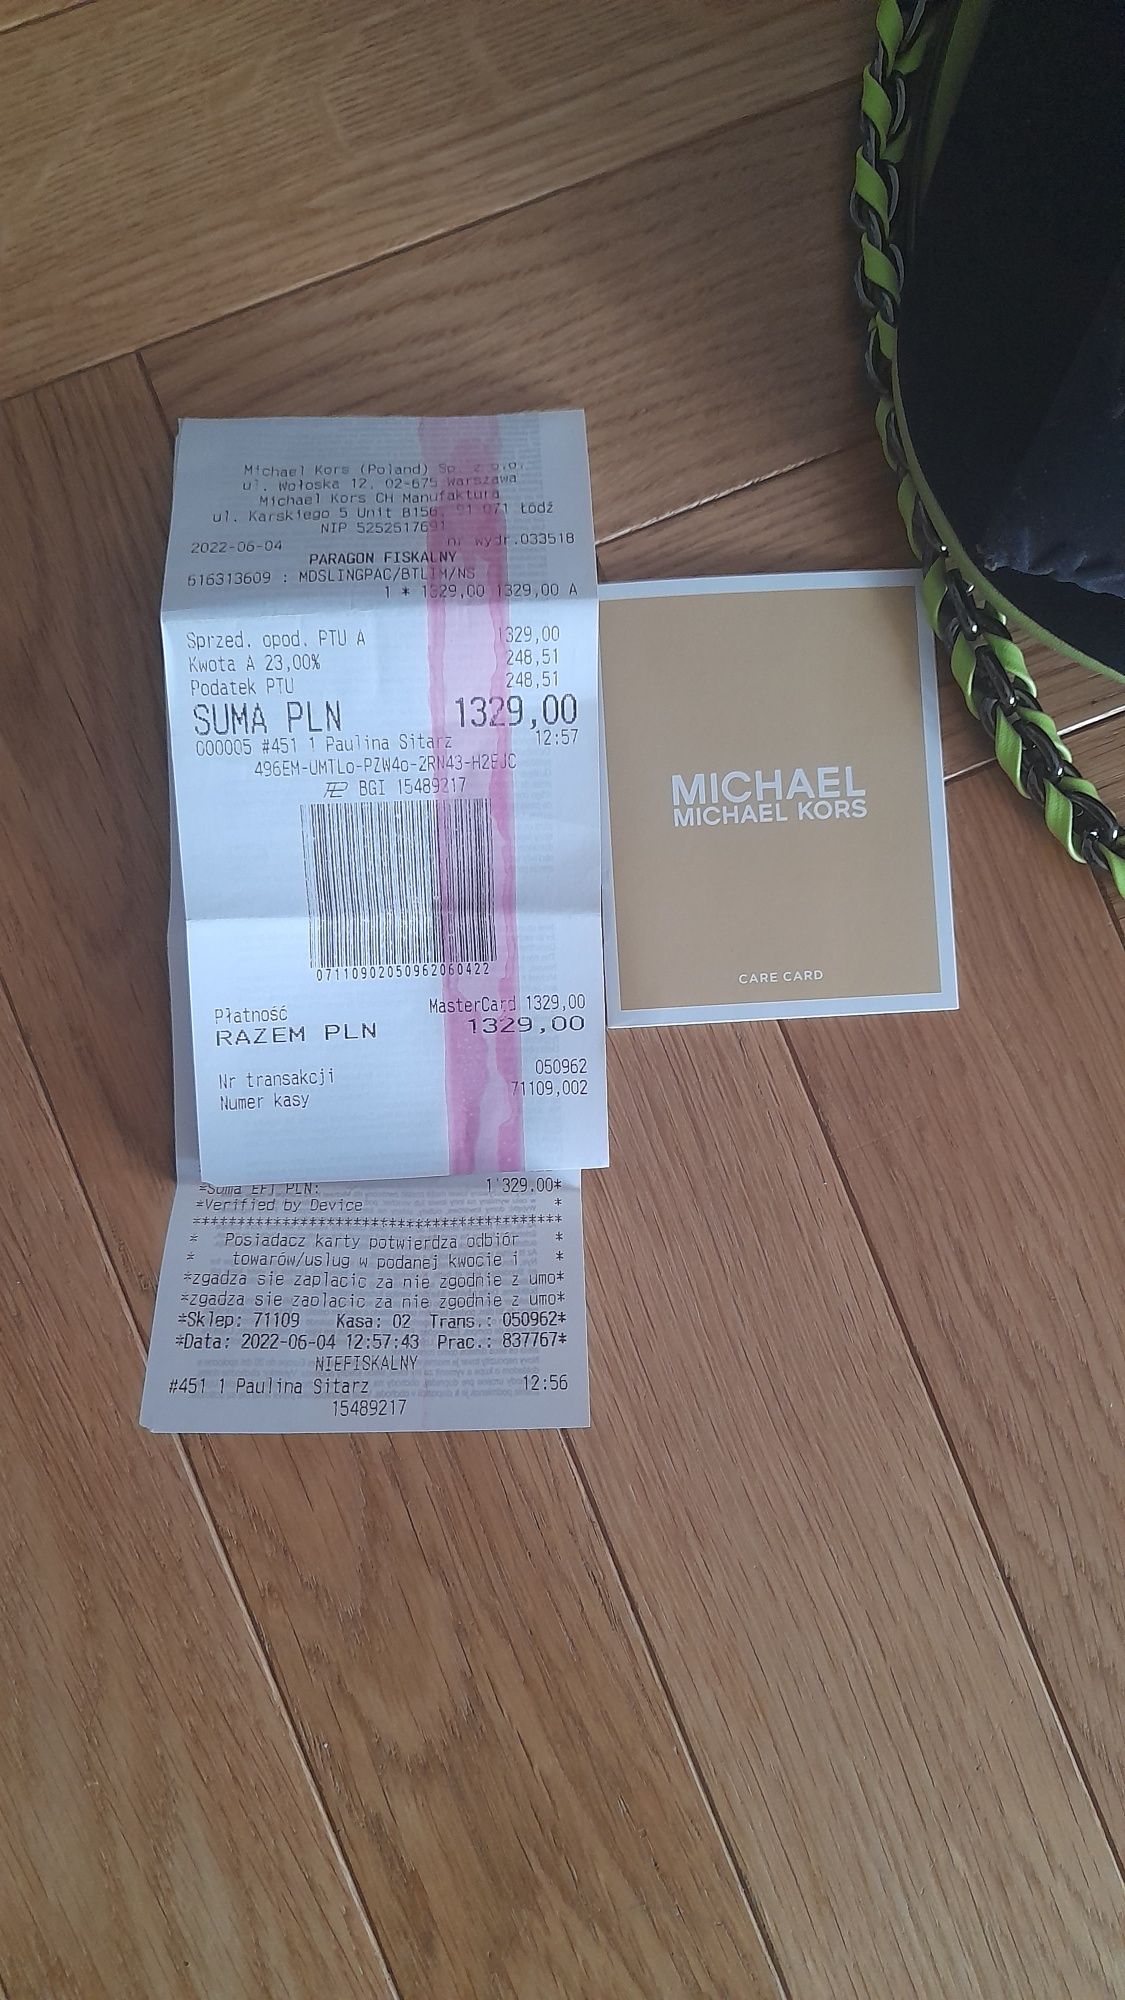 Michael Kors (Poland) Sp. z o.o.
ul. Wołoska 12, 02-675 Warszawa
Michael Kors CH Manufaktura
ul. Karskiego 5 Unit B156, 91 071 Łódź
NIP 5252517691
2022-06-04 nr wydr.033518
PARAGON FISKALNY
616313609 : MDSLINGPAC/BTLIM/NS
1 * 1329,00 1329,00 A
Sprzed. opod. PTU A 1329,00
Kwota A 23,00% 248,51
Podatek PTU 248,51
SUMA PLN 1329,00
000005 #451 1 Paulina Sitarz 12:57
496EM-UMTLo-PZW4o-2RN43-H2EJC
BGI 15489217
07110902050962060422
Płatność MasterCard 1329,00
RAZEM PLN 1329,00
Nr transakcji 050962
Numer kasy 71109,002
*Suma EFT PLN: 1'329.00*
*Verified by Device *
****************************************
* Posiadacz karty potwierdza odbiór *
* towarów/usług w podanej kwocie i *
*zgadza sie zaplacic za nie zgodnie z umo*
*zgadza sie zaplacic za nie zgodnie z umo*
*Sklep: 71109 Kasa: 02 Trans.: 050962*
*Data: 2022-06-04 12:57:43 Prac.: 837767*
NIEFISKALNY
#451 1 Paulina Sitarz 12:56
15489217
MICHAEL
MICHAEL KORS
CARE CARD